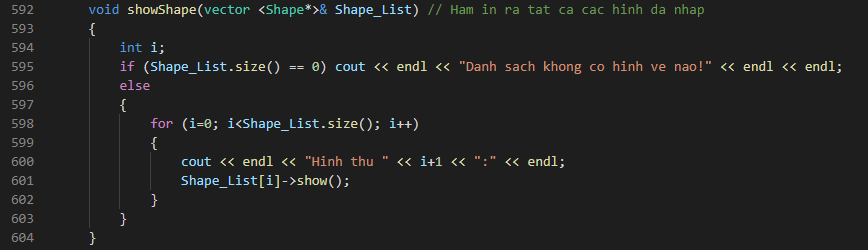 592 void showShape(vector <Shape*>& Shape_List) // Ham in ra tat ca cac hinh da nhap
593 {
594 int i;
595 if (Shape_List.size() == 0) cout << endl << "Danh sach khong co hinh ve nao!" << endl << endl;
596 else
597 {
598 for (i=0; i<Shape_List.size(); i++)
599 {
600 cout << endl << "Hinh thu " << i+1 << ":" << endl;
601 Shape_List[i]->show();
602 }
603 }
604 }